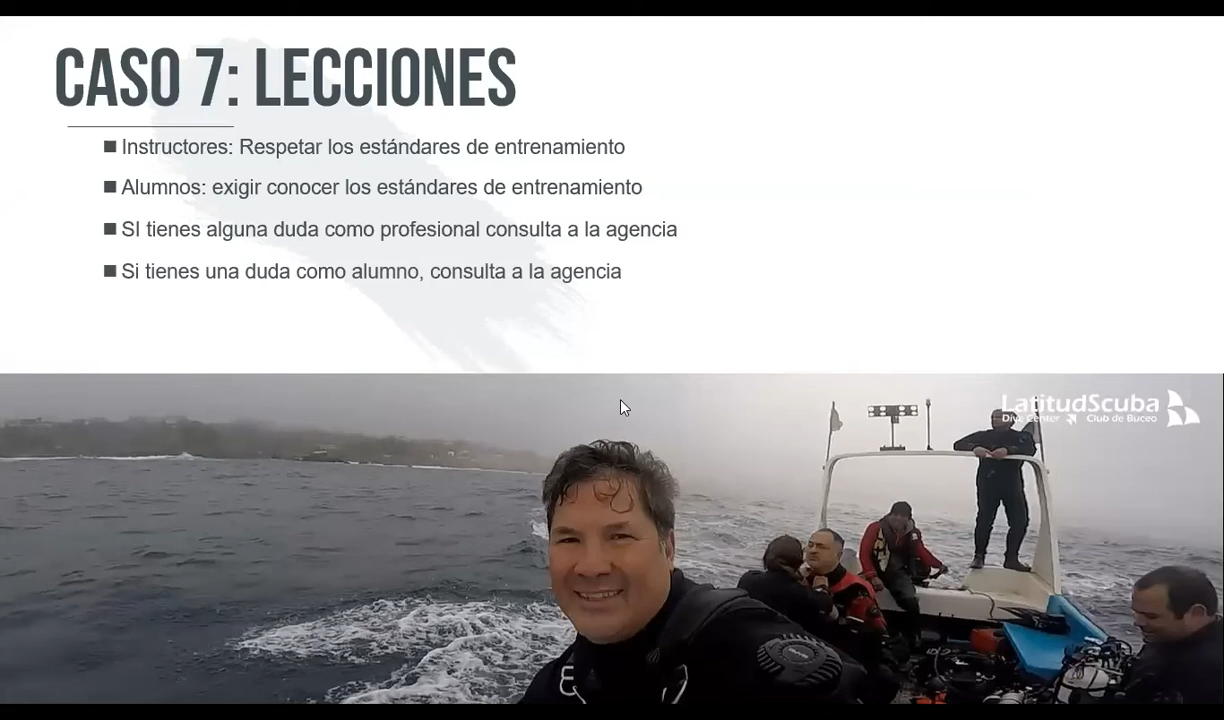 CASO 7: LECCIONES
Instructores: Respetar los estándares de entrenamiento
Alumnos: exigir conocer los estándares de entrenamiento
SI tienes alguna duda como profesional consulta a la agencia
Si tienes una duda como alumno, consulta a la agencia
LatitudScuba
Dive Center Club de Buceo